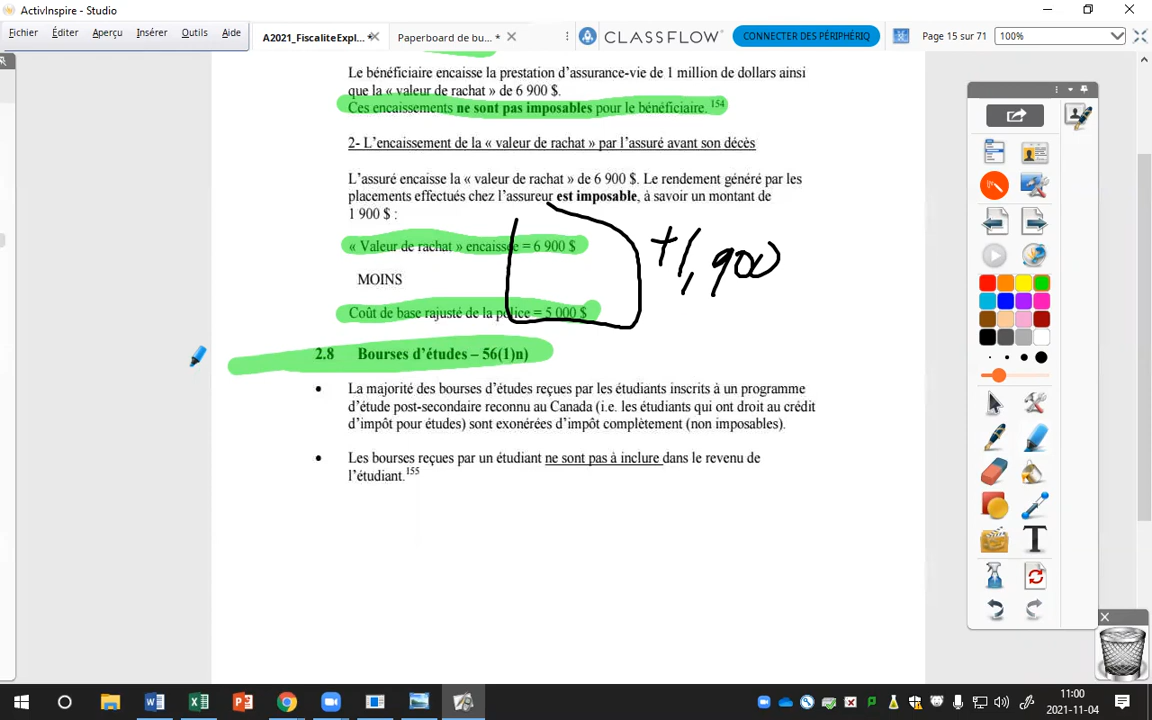 ActivInspire - Studio
Fichier Éditer Aperçu Insérer Outils Aide
A2021_FiscaliteExpl... *
Paperboard de bu... *
CLASSFLOW
CONNECTER DES PÉRIPHÉRIQ
Page 15 sur 71
100%
Le bénéficiaire encaisse la prestation d'assurance-vie de 1 million de dollars ainsi
que la « valeur de rachat » de 6 900 $.
Ces encaissements ne sont pas imposables pour le bénéficiaire. 154
2- L'encaissement de la « valeur de rachat » par l'assuré avant son décès
L'assuré encaisse la « valeur de rachat » de 6 900 $. Le rendement généré par les
placements effectués chez l'assureur est imposable, à savoir un montant de
1 900 $ :
« Valeur de rachat » encaissée = 6 900 $
+1,900
MOINS
Coût de base rajusté de la police = 5 000 $
2.8 Bourses d'études – 56(1)n)
• La majorité des bourses d'études reçues par les étudiants inscrits à un programme
d'étude post-secondaire reconnu au Canada (i.e. les étudiants qui ont droit au crédit
d'impôt pour études) sont exonérées d'impôt complètement (non imposables).
• Les bourses reçues par un étudiant ne sont pas à inclure dans le revenu de
l'étudiant.155
11:00
2021-11-04